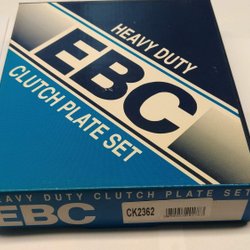 HEAVY DUTY
EBC
CLUTCH PLATE SET
HEAVY DUTY CLUTCH PLATE SET
EBC
CK2362